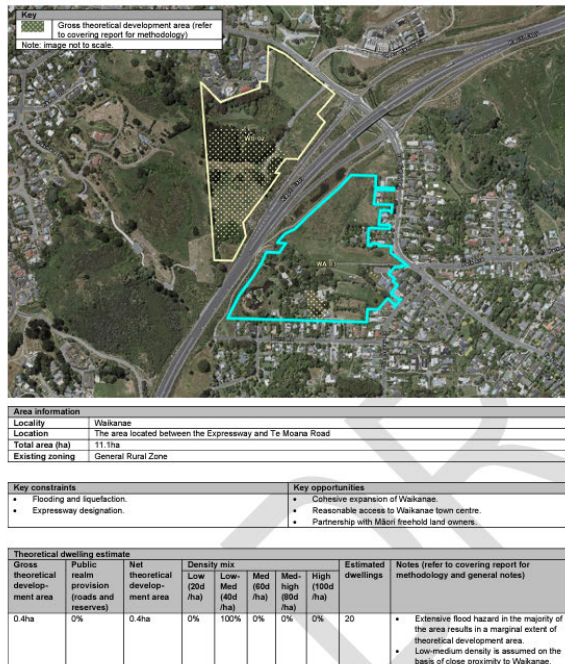 Key
Gross theoretical development area (refer
to covering report for methodology)
Note: image not to scale.
WA-02
WA-03
Area information
Locality Waikanae
Location The area located between the Expressway and Te Moana Road
Total area (ha) 11.1ha
Existing zoning General Rural Zone
Key constraints
• Flooding and liquefaction.
• Expressway designation.
Key opportunities
• Cohesive expansion of Waikanae.
• Reasonable access to Waikanae town centre.
• Partnership with Māori freehold land owners.
Theoretical dwelling estimate
Gross
theoretical
develop-
ment area
Public
realm
provision
(roads and
reserves)
Net
theoretical
develop-
ment area
Density mix
Low
(20d
/ha)
Low-
Med
(40d
/ha)
Med
(60d
/ha)
Med-
high
(80d
/ha)
High
(100d
/ha)
Estimated
dwellings
Notes (refer to covering report for
methodology and general notes)
0.4ha 0% 0.4ha 0% 100% 0% 0% 0% 20
• Extensive flood hazard in the majority of
the area results in a marginal extent of
theoretical development area.
• Low-medium density is assumed on the
basis of close proximity to Waikanae.